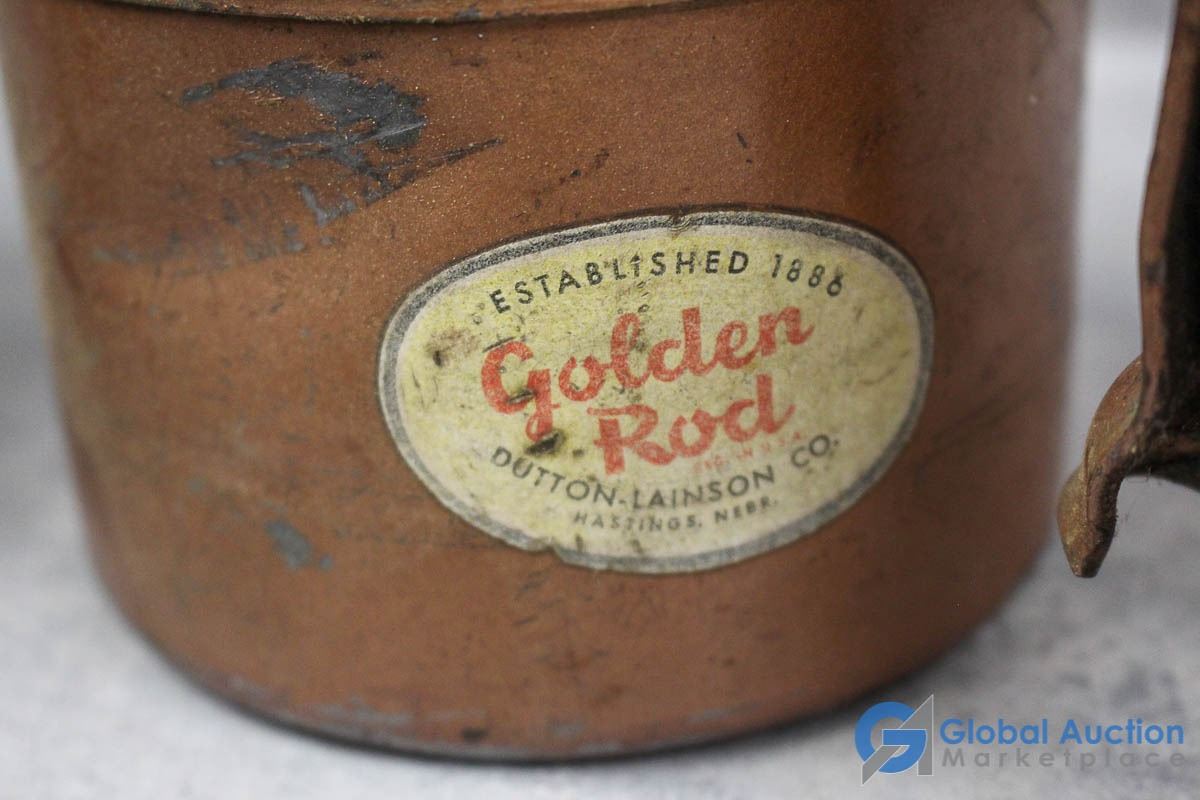 ESTABLISHED 1886
Golden
Rod
DUTTON-LAINSON CO.
HASTINGS, NEBR.
Global Auction
Marketplace